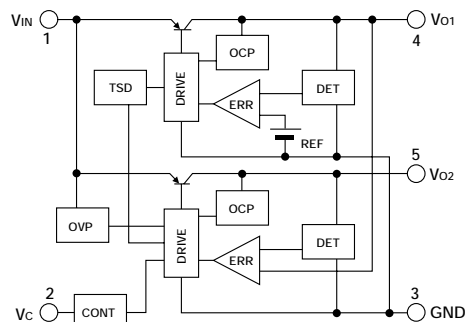 VIN
1
VO1
4
OCP
TSD
DRIVE
ERR
DET
REF
5
VO2
OVP
OCP
DRIVE
ERR
DET
2
VC
CONT
3
GND